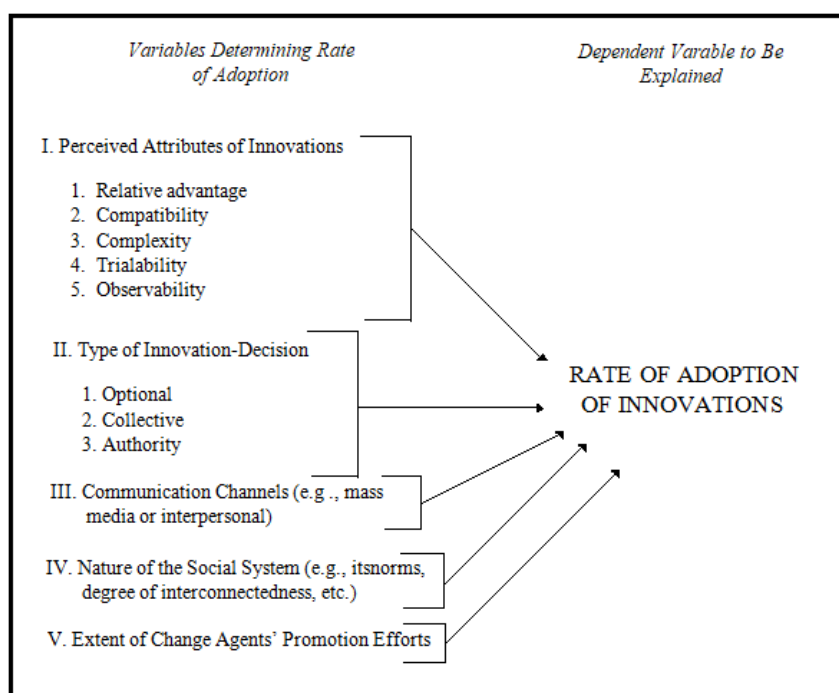 Variables Determining Rate
of Adoption
Dependent Varable to Be
Explained
I. Perceived Attributes of Innovations
1. Relative advantage
2. Compatibility
3. Complexity
4. Trialability
5. Observability
II. Type of Innovation-Decision
1. Optional
2. Collective
3. Authority
III. Communication Channels (e.g ., mass
media or interpersonal)
IV. Nature of the Social System (e.g., itsnorms,
degree of interconnectedness, etc.)
V. Extent of Change Agents’ Promotion Efforts
RATE OF ADOPTION
OF INNOVATIONS